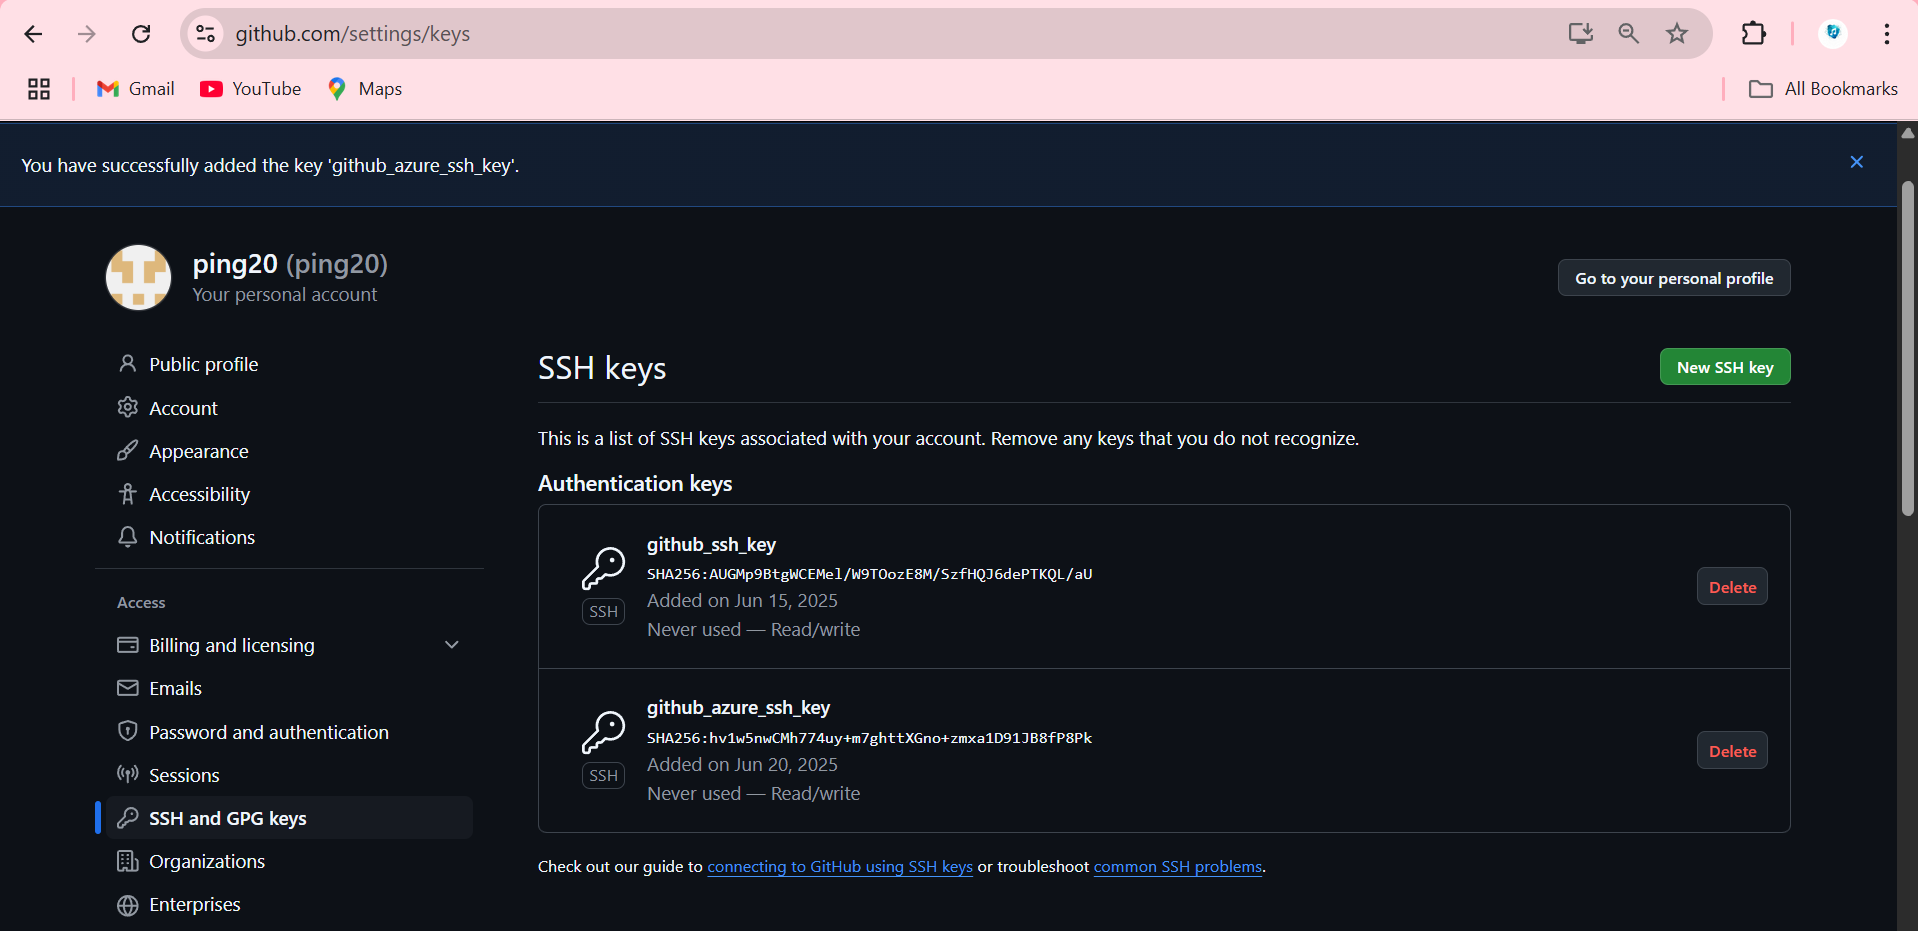 github.com/settings/keys
Gmail
YouTube
Maps
All Bookmarks
You have successfully added the key 'github_azure_ssh_key'.
ping20 (ping20)
Your personal account
Go to your personal profile
Public profile
Account
Appearance
Accessibility
Notifications
Access
Billing and licensing
Emails
Password and authentication
Sessions
SSH and GPG keys
Organizations
Enterprises
SSH keys
New SSH key
This is a list of SSH keys associated with your account. Remove any keys that you do not recognize.
Authentication keys
github_ssh_key
SHA256:AUGMp9BtgWCEMel/W9TOozE8M/SzfHQJ6dePTKQL/aU
Added on Jun 15, 2025
SSH
Never used — Read/write
Delete
github_azure_ssh_key
SHA256:hv1w5nwCMh774uy+m7ghttXGno+zmxa1D91JB8fP8Pk
Added on Jun 20, 2025
SSH
Never used — Read/write
Delete
Check out our guide to connecting to GitHub using SSH keys or troubleshoot common SSH problems.